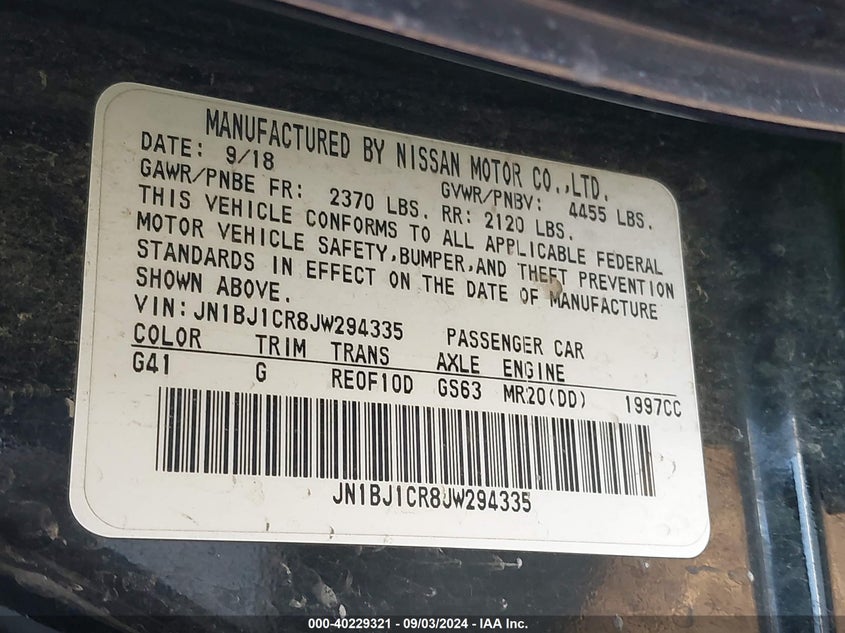 MANUFACTURED BY NISSAN MOTOR CO.,LTD.
DATE: 9/18 GVWR/PNBV: 4455 LBS.
GAWR/PNBE FR: 2370 LBS. RR: 2120 LBS.
THIS VEHICLE CONFORMS TO ALL APPLICABLE FEDERAL
MOTOR VEHICLE SAFETY,BUMPER,AND THEFT PREVENTION
STANDARDS IN EFFECT ON THE DATE OF MANUFACTURE
SHOWN ABOVE.
VIN:JN1BJ1CR8JW294335 PASSENGER CAR
COLOR TRIM TRANS AXLE ENGINE
G41 G RE0F10D GS63 MR20(DD) 1997CC
JN1BJ1CR8JW294335
000-40229321 - 09/03/2024 - IAA Inc.